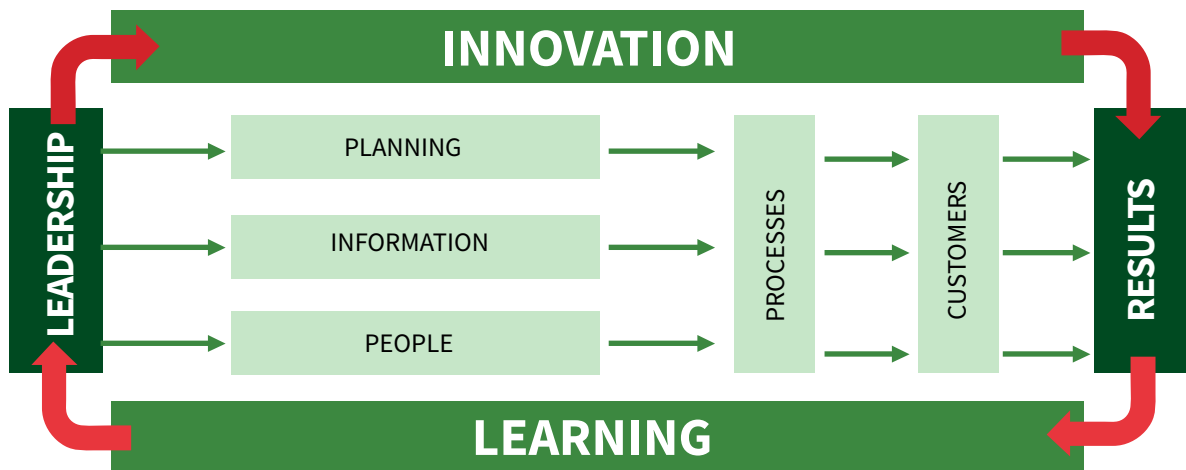 INNOVATION
LEADERSHIP
PLANNING
INFORMATION
PEOPLE
PROCESSES
CUSTOMERS
RESULTS
LEARNING